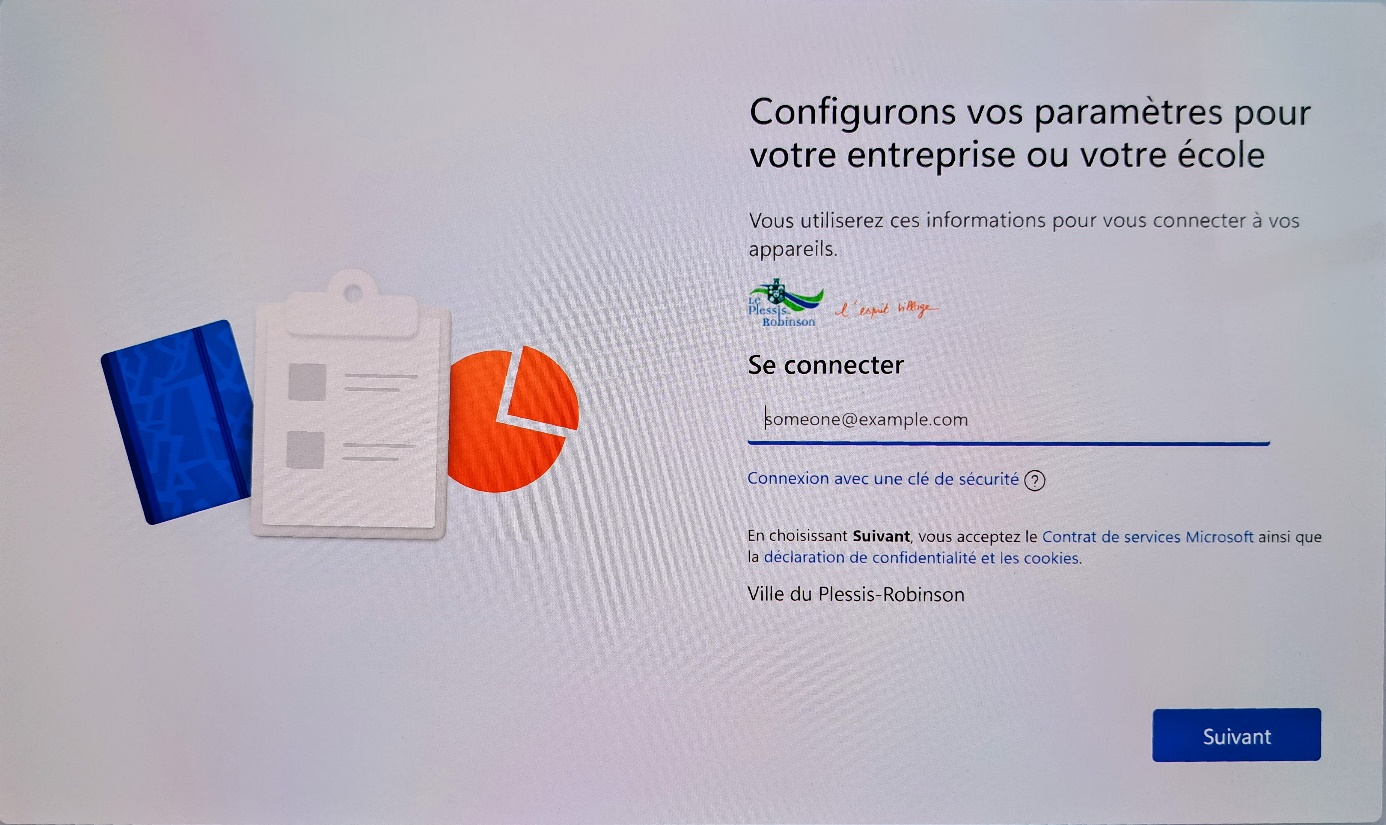 Configurons vos paramètres pour
votre entreprise ou votre école
Vous utiliserez ces informations pour vous connecter à vos
appareils.
Le
Plessis-
Robinson
l'esprit village
Se connecter
someone@example.com
Connexion avec une clé de sécurité ?
En choisissant Suivant, vous acceptez le Contrat de services Microsoft ainsi que
la déclaration de confidentialité et les cookies.
Ville du Plessis-Robinson
Suivant